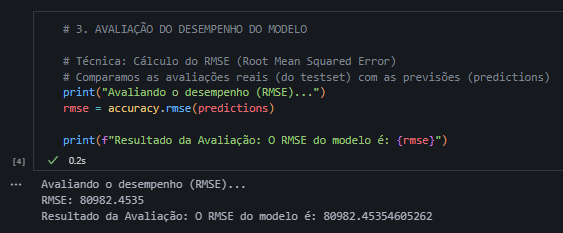 # 3. AVALIAÇÃO DO DESEMPENHO DO MODELO
# Técnica: Cálculo do RMSE (Root Mean Squared Error)
# Comparamos as avaliações reais (do testset) com as previsões (predictions)
print("Avaliando o desempenho (RMSE)...")
rmse = accuracy.rmse(predictions)
print(f"Resultado da Avaliação: O RMSE do modelo é: {rmse}")
[4] ✓ 0.2s
... Avaliando o desempenho (RMSE)...
RMSE: 80982.4535
Resultado da Avaliação: O RMSE do modelo é: 80982.45354605262